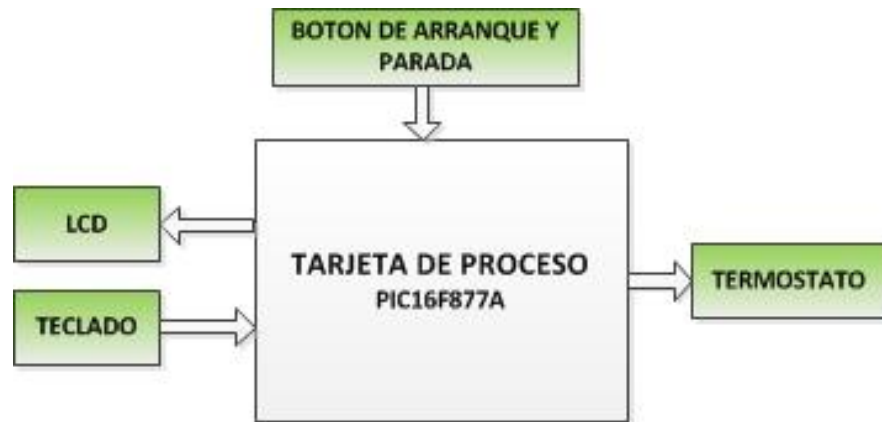 BOTON DE ARRANQUE Y
PARADA
LCD
TECLADO
TARJETA DE PROCESO
PIC16F877A
TERMOSTATO